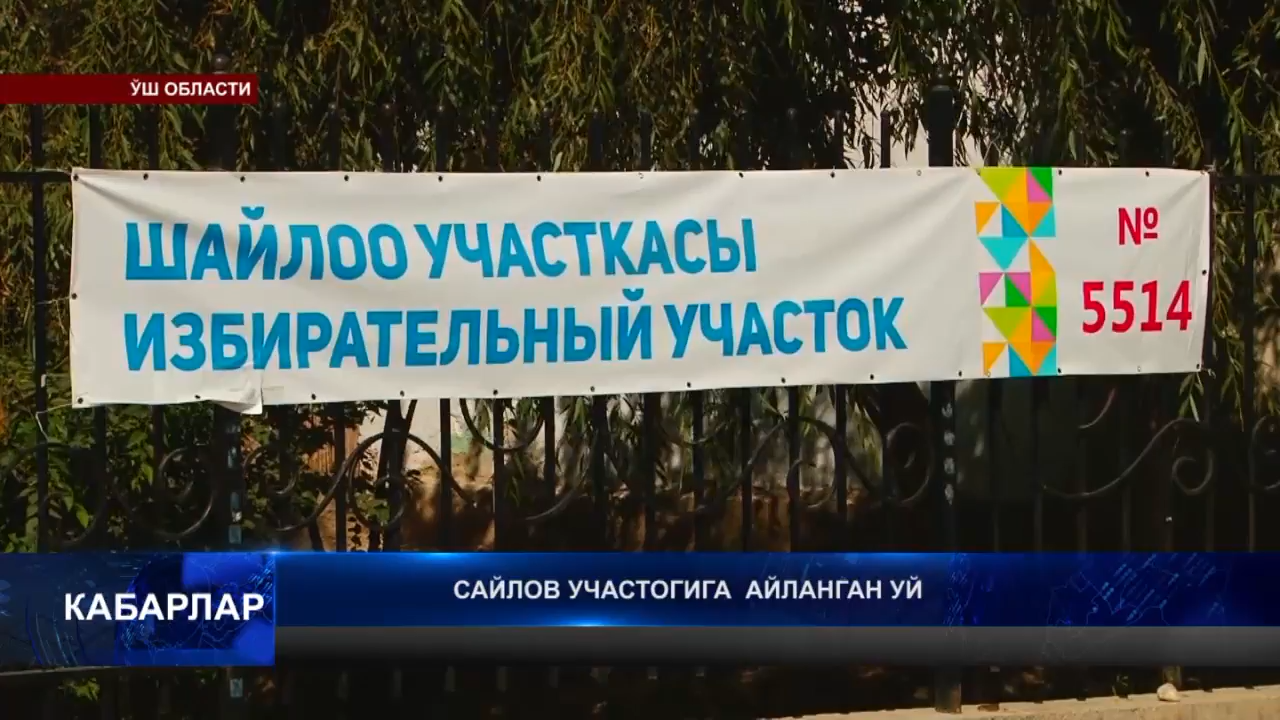 ЎШ ОБЛАСТИ
ШАЙЛОО УЧАСТКАСЫ
ИЗБИРАТЕЛЬНЫЙ УЧАСТОК
№
5514
САЙЛОВ УЧАСТОГИГА АЙЛАНГАН УЙ
КАБАРЛАР